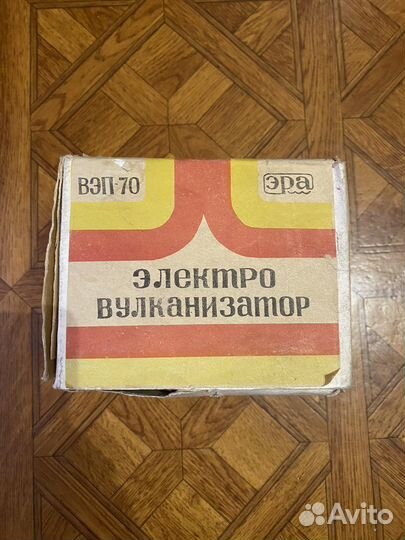 ВЭП-70
эра
электро
вулканизатор
Avito